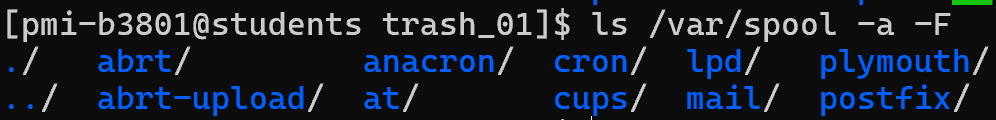 [pmi-b3801@students trash_01]$ ls /var/spool -a -F
./ abrt/ anacron/ cron/ lpd/ plymouth/
../ abrt-upload/ at/ cups/ mail/ postfix/